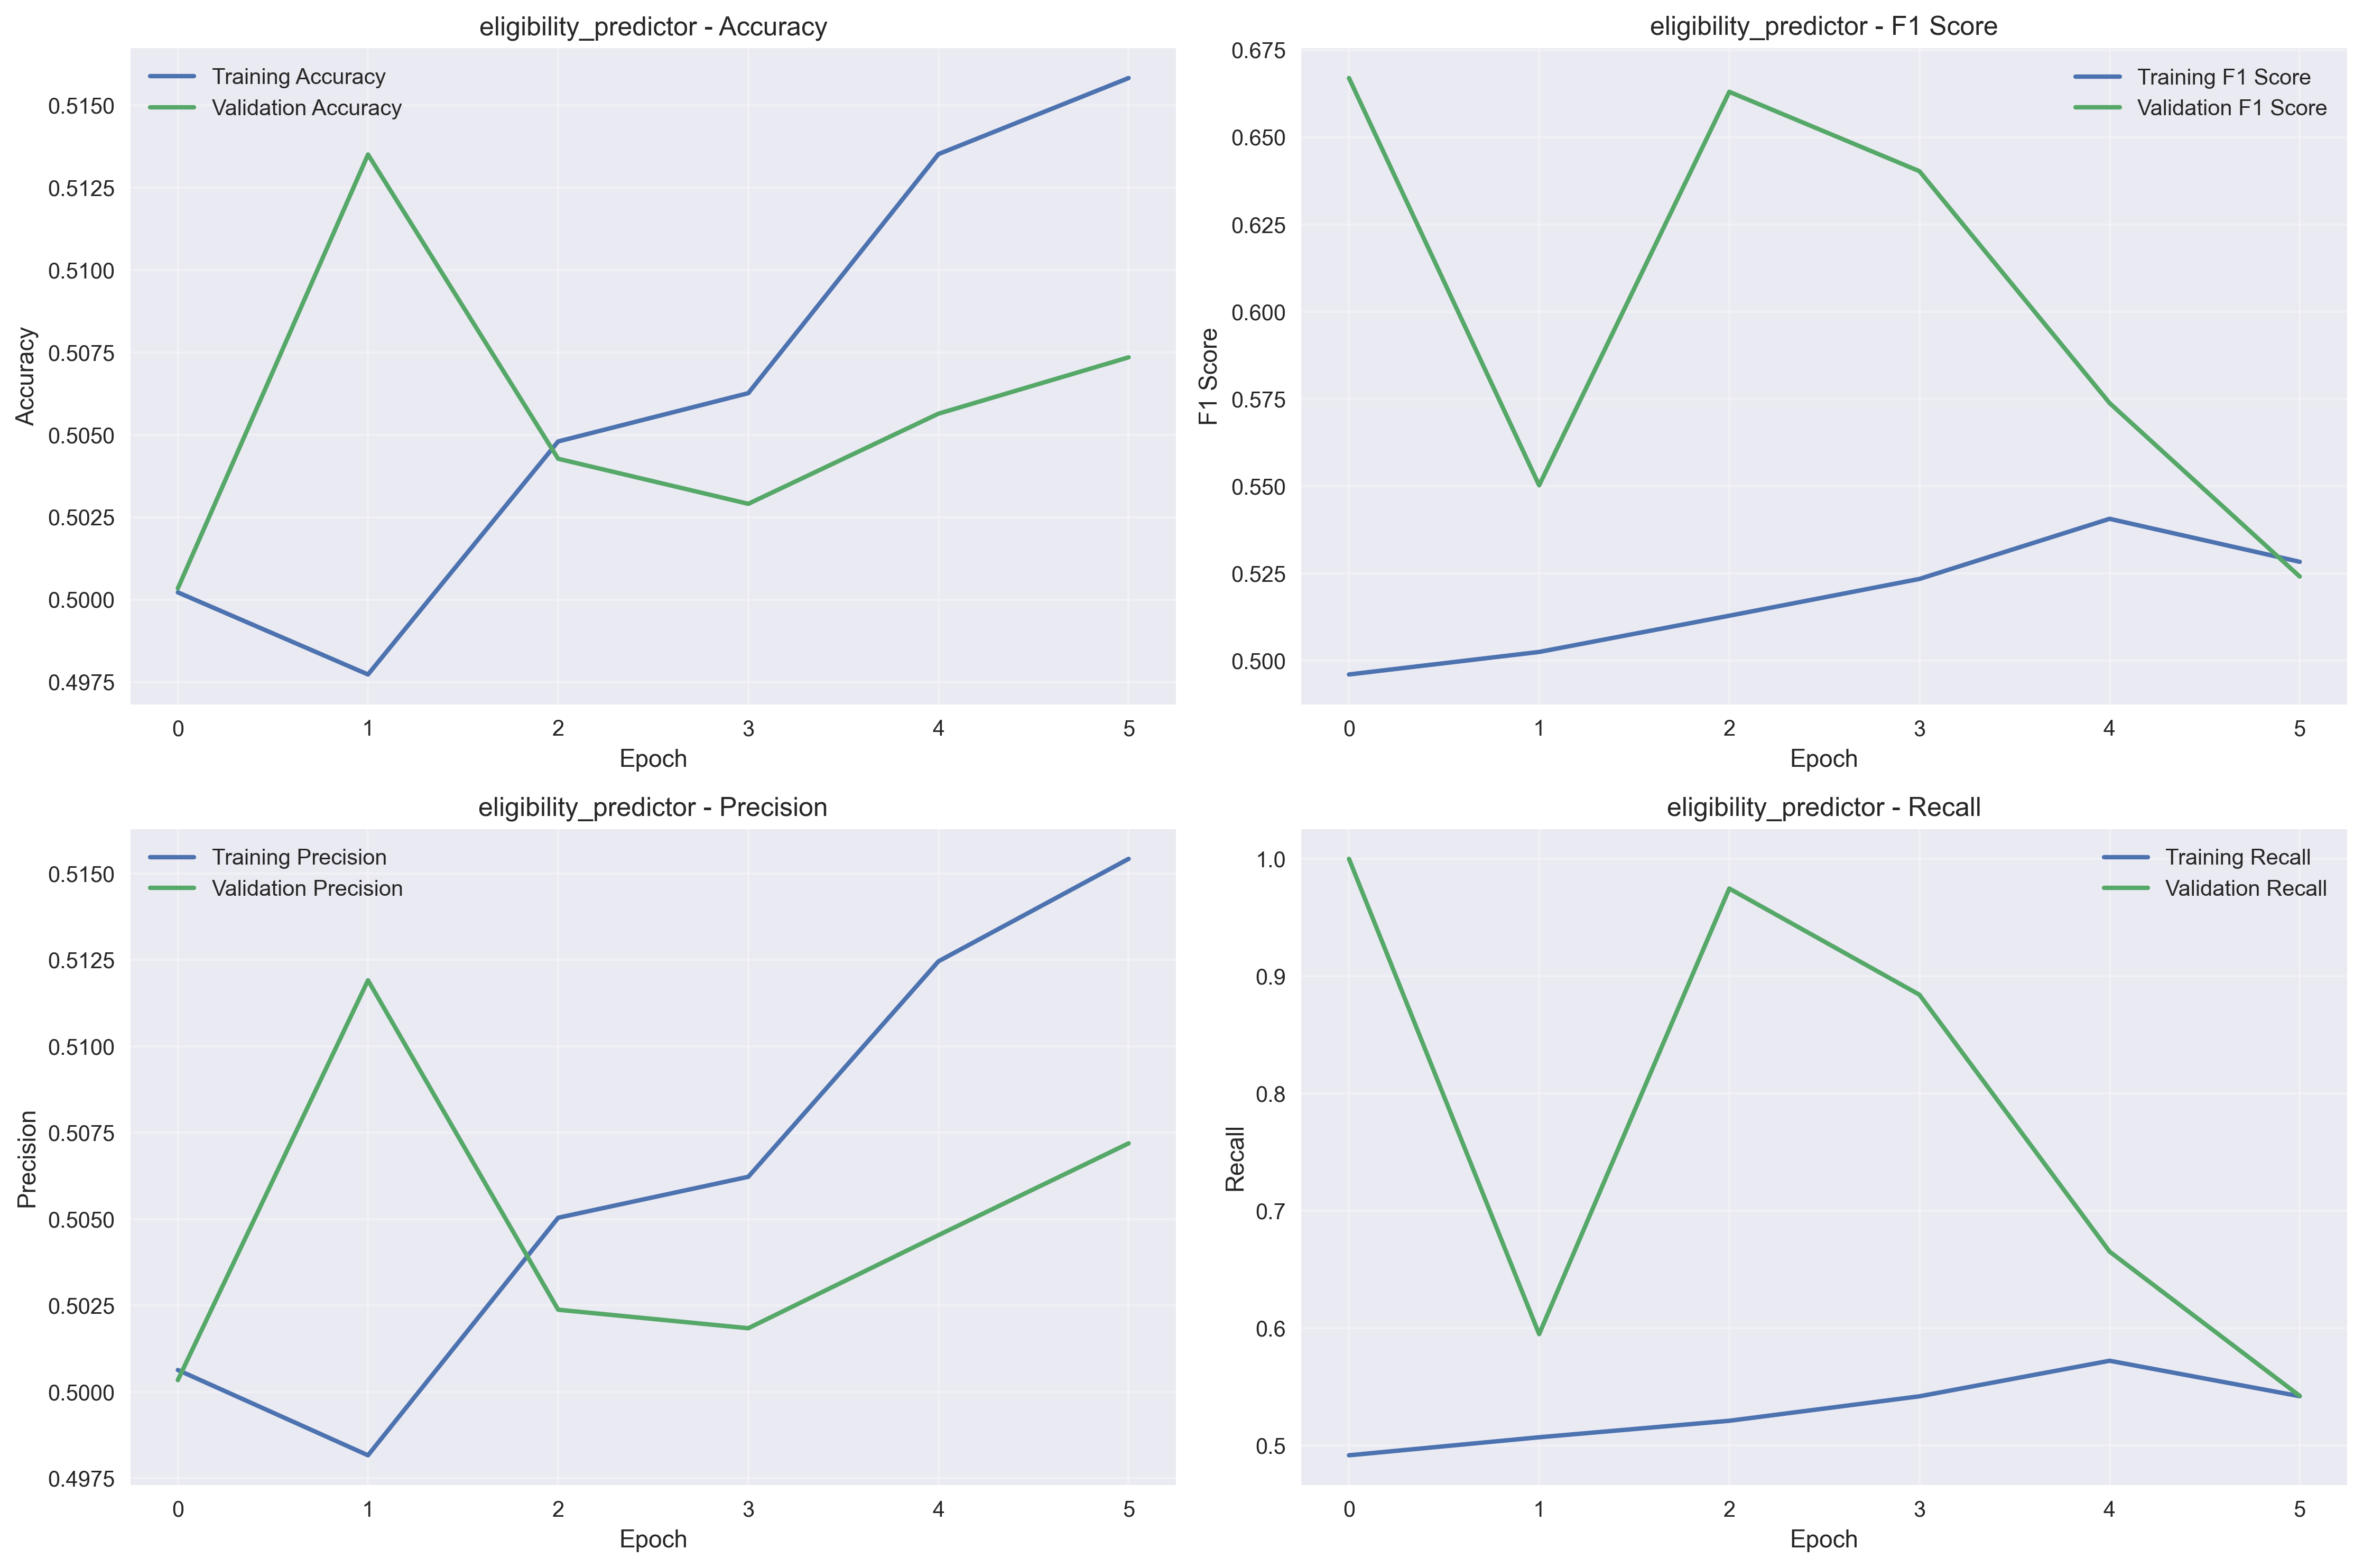 eligibility_predictor - Accuracy
Training Accuracy
Validation Accuracy
0.5150
0.5125
0.5100
0.5075
0.5050
0.5025
0.5000
0.4975
Accuracy
0 1 2 3 4 5
Epoch
eligibility_predictor - F1 Score
Training F1 Score
Validation F1 Score
0.675
0.650
0.625
0.600
0.575
0.550
0.525
0.500
F1 Score
0 1 2 3 4 5
Epoch
eligibility_predictor - Precision
Training Precision
Validation Precision
0.5150
0.5125
0.5100
0.5075
0.5050
0.5025
0.5000
0.4975
Precision
0 1 2 3 4 5
Epoch
eligibility_predictor - Recall
Training Recall
Validation Recall
1.0
0.9
0.8
0.7
0.6
0.5
Recall
0 1 2 3 4 5
Epoch